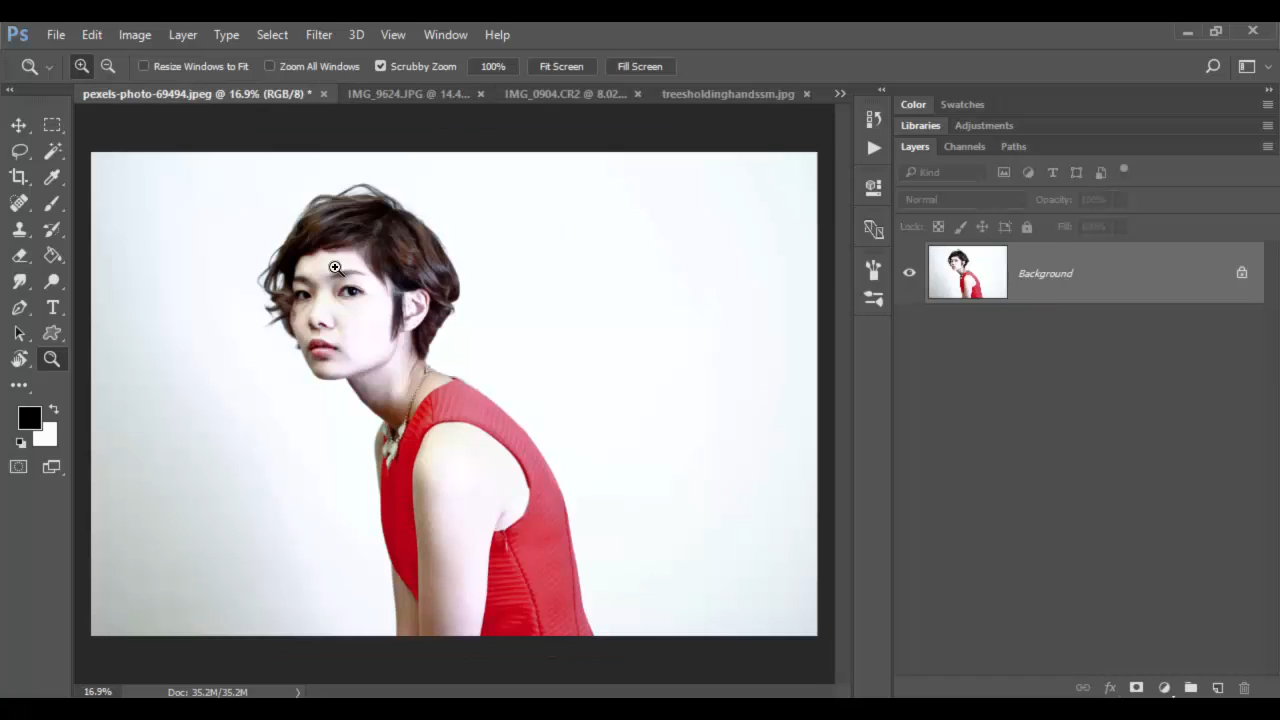 Ps File Edit Image Layer Type Select Filter 3D View Window Help
Resize Windows to Fit Zoom All Windows Scrubby Zoom 100% Fit Screen Fill Screen
pexels-photo-69494.jpeg @ 16.9% (RGB/8) * × IMG_9624.JPG @ 14.4... × IMG_0904.CR2 @ 8.02... × treesholdinghandssm.jpg ×
Color Swatches
Libraries Adjustments
Layers Channels Paths
Kind
Normal Opacity: 100%
Lock: Fill: 100%
Background
16.9% Doc: 35.2M/35.2M